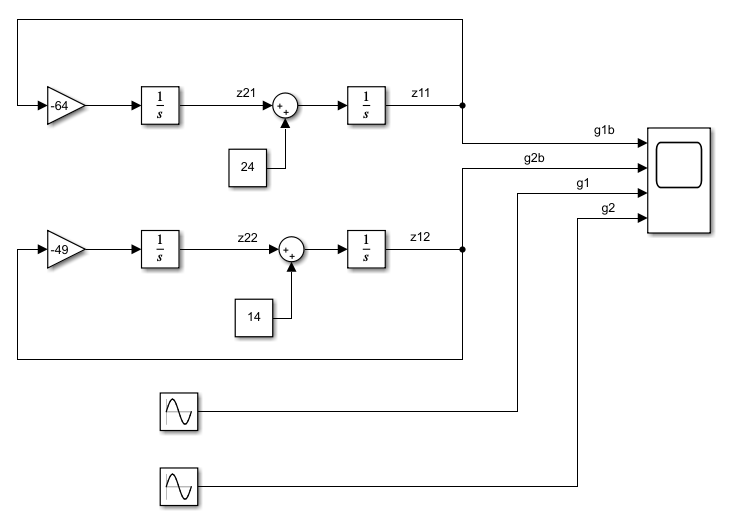 -64
1
s
z21
+
+
1
s
z11
24
g1b
g2b
g1
g2
-49
1
s
z22
+
+
1
s
z12
14